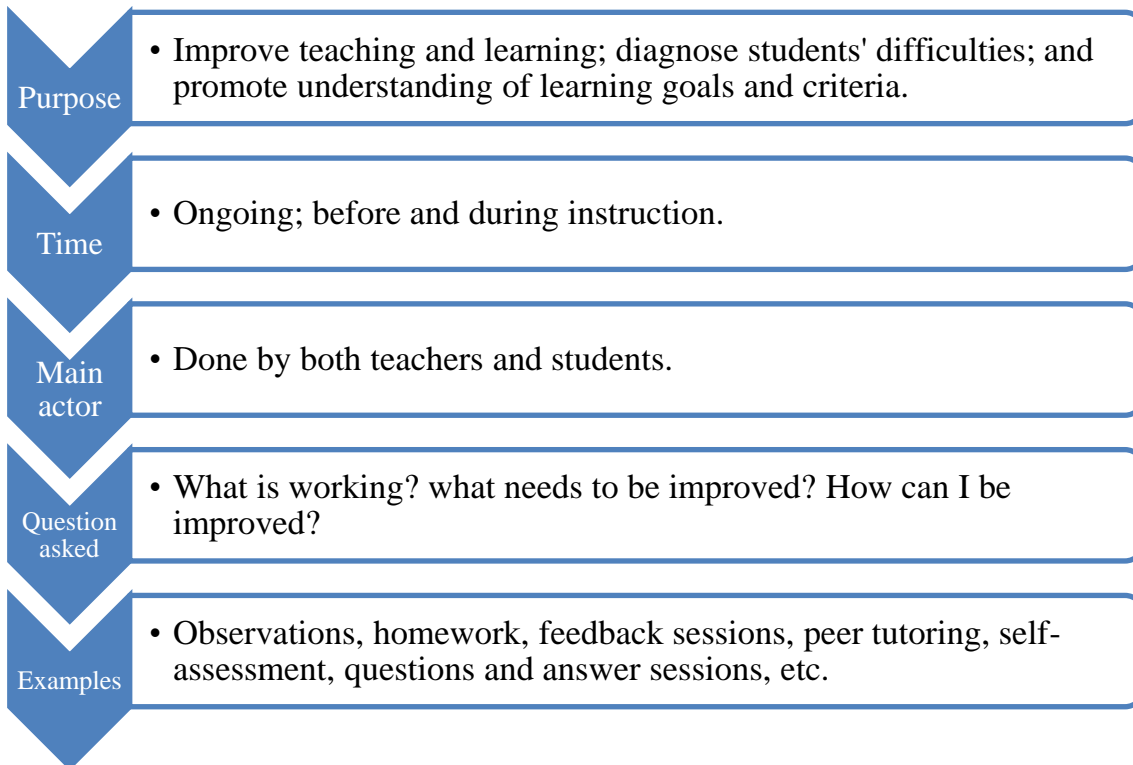 Purpose
• Improve teaching and learning; diagnose students' difficulties; and
promote understanding of learning goals and criteria.
Time
• Ongoing; before and during instruction.
Main
actor
• Done by both teachers and students.
Question
asked
• What is working? what needs to be improved? How can I be
improved?
Examples
• Observations, homework, feedback sessions, peer tutoring, self-
assessment, questions and answer sessions, etc.